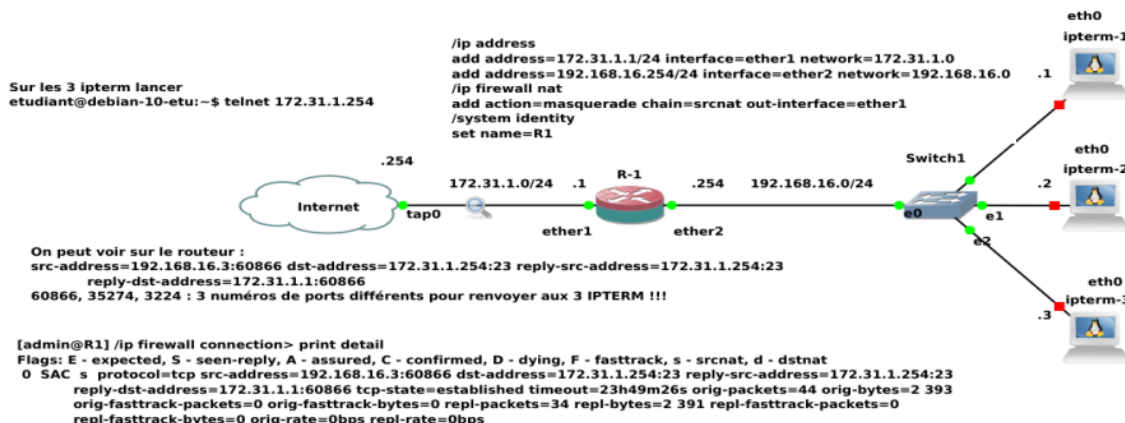 eth0
ipterm-1
/ip address
add address=172.31.1.1/24 interface=ether1 network=172.31.1.0
add address=192.168.16.254/24 interface=ether2 network=192.168.16.0
/ip firewall nat
add action=masquerade chain=srcnat out-interface=ether1
/system identity
set name=R1
.1
Sur les 3 ipterm lancer
etudiant@debian-10-etu:~$ telnet 172.31.1.254
eth0
ipterm-2
.254
Switch1
R-1
172.31.1.0/24
.1
.254
192.168.16.0/24
.2
Internet
tap0
e0
e1
ether1
ether2
e2
On peut voir sur le routeur :
src-address=192.168.16.3:60866 dst-address=172.31.1.254:23 reply-src-address=172.31.1.254:23
reply-dst-address=172.31.1.1:60866
60866, 35274, 3224 : 3 numéros de ports différents pour renvoyer aux 3 IPTERM !!!
eth0
ipterm-3
.3
[admin@R1] /ip firewall connection> print detail
Flags: E - expected, S - seen-reply, A - assured, C - confirmed, D - dying, F - fasttrack, s - srcnat, d - dstnat
0 SAC s protocol=tcp src-address=192.168.16.3:60866 dst-address=172.31.1.254:23 reply-src-address=172.31.1.254:23
reply-dst-address=172.31.1.1:60866 tcp-state=established timeout=23h49m26s orig-packets=44 orig-bytes=2 393
orig-fasttrack-packets=0 orig-fasttrack-bytes=0 repl-packets=34 repl-bytes=2 391 repl-fasttrack-packets=0
repl-fasttrack-bytes=0 orig-rate=0bps repl-rate=0bps